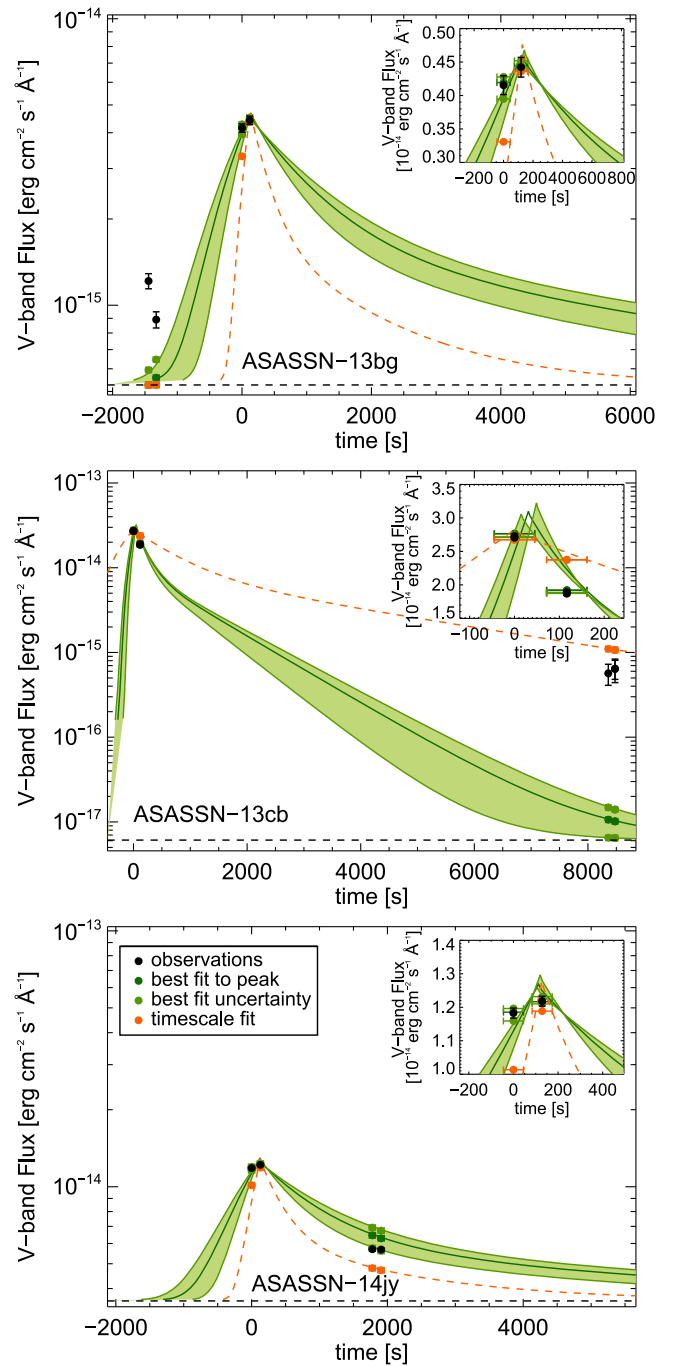 10⁻¹⁴
10⁻¹⁵
V−band Flux [erg cm⁻² s⁻¹ Å⁻¹]
−2000 0 2000 4000 6000
time [s]
ASASSN−13bg
V−band Flux
[10⁻¹⁴ erg cm⁻² s⁻¹ Å⁻¹]
0.50
0.45
0.40
0.35
0.30
−200 0 200 400 600 800
time [s]
10⁻¹³
10⁻¹⁴
10⁻¹⁵
10⁻¹⁶
10⁻¹⁷
V−band Flux [erg cm⁻² s⁻¹ Å⁻¹]
0 2000 4000 6000 8000
time [s]
ASASSN−13cb
V−band Flux
[10⁻¹⁴ erg cm⁻² s⁻¹ Å⁻¹]
3.5
3.0
2.5
2.0
1.5
−100 0 100 200
time [s]
10⁻¹³
10⁻¹⁴
V−band Flux [erg cm⁻² s⁻¹ Å⁻¹]
observations
best fit to peak
best fit uncertainty
timescale fit
V−band Flux
[10⁻¹⁴ erg cm⁻² s⁻¹ Å⁻¹]
1.4
1.3
1.2
1.1
1.0
−200 0 200 400
time [s]
ASASSN−14jy
−2000 0 2000 4000
time [s]